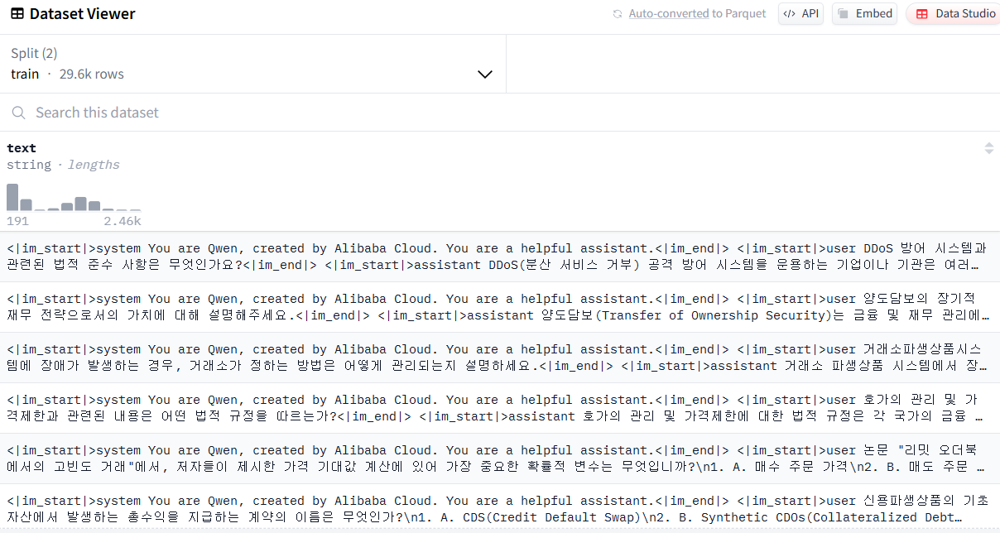 Dataset Viewer
Auto-converted to Parquet
API
Embed
Data Studio
Split (2)
train · 29.6k rows
Search this dataset
text
string · lengths
191
2.46k
<|im_start|>system You are Qwen, created by Alibaba Cloud. You are a helpful assistant.<|im_end|> <|im_start|>user DDoS 방어 시스템과
관련된 법적 준수 사항은 무엇인가요?<|im_end|> <|im_start|>assistant DDoS(분산 서비스 거부) 공격 방어 시스템을 운용하는 기업이나 기관은 여러…
<|im_start|>system You are Qwen, created by Alibaba Cloud. You are a helpful assistant.<|im_end|> <|im_start|>user 양도담보의 장기적
재무 전략으로서의 가치에 대해 설명해주세요.<|im_end|> <|im_start|>assistant 양도담보(Transfer of Ownership Security)는 금융 및 재무 관리에…
<|im_start|>system You are Qwen, created by Alibaba Cloud. You are a helpful assistant.<|im_end|> <|im_start|>user 거래소파생상품시스
템에 장애가 발생하는 경우, 거래소가 정하는 방법은 어떻게 관리되는지 설명하세요.<|im_end|> <|im_start|>assistant 거래소 파생상품 시스템에서 장…
<|im_start|>system You are Qwen, created by Alibaba Cloud. You are a helpful assistant.<|im_end|> <|im_start|>user 호가의 관리 및 가
격제한과 관련된 내용은 어떤 법적 규정을 따르는가?<|im_end|> <|im_start|>assistant 호가의 관리 및 가격제한에 대한 법적 규정은 각 국가의 금융 …
<|im_start|>system You are Qwen, created by Alibaba Cloud. You are a helpful assistant.<|im_end|> <|im_start|>user 논문 "리밋 오더북
에서의 고빈도 거래"에서, 저자들이 제시한 가격 기대값 계산에 있어 가장 중요한 확률적 변수는 무엇입니까?\n1. A. 매수 주문 가격\n2. B. 매도 주문 …
<|im_start|>system You are Qwen, created by Alibaba Cloud. You are a helpful assistant.<|im_end|> <|im_start|>user 신용파생상품의 기초
자산에서 발생하는 총수익을 지급하는 계약의 이름은 무엇인가?\n1. A. CDS(Credit Default Swap)\n2. B. Synthetic CDOs(Collateralized Debt…